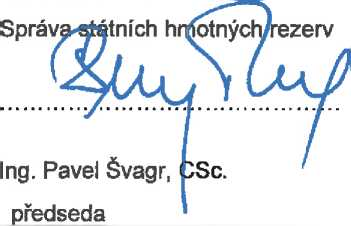 Správa státních hmotných rezerv
Ing. Pavel Švagr, CSc.
předseda